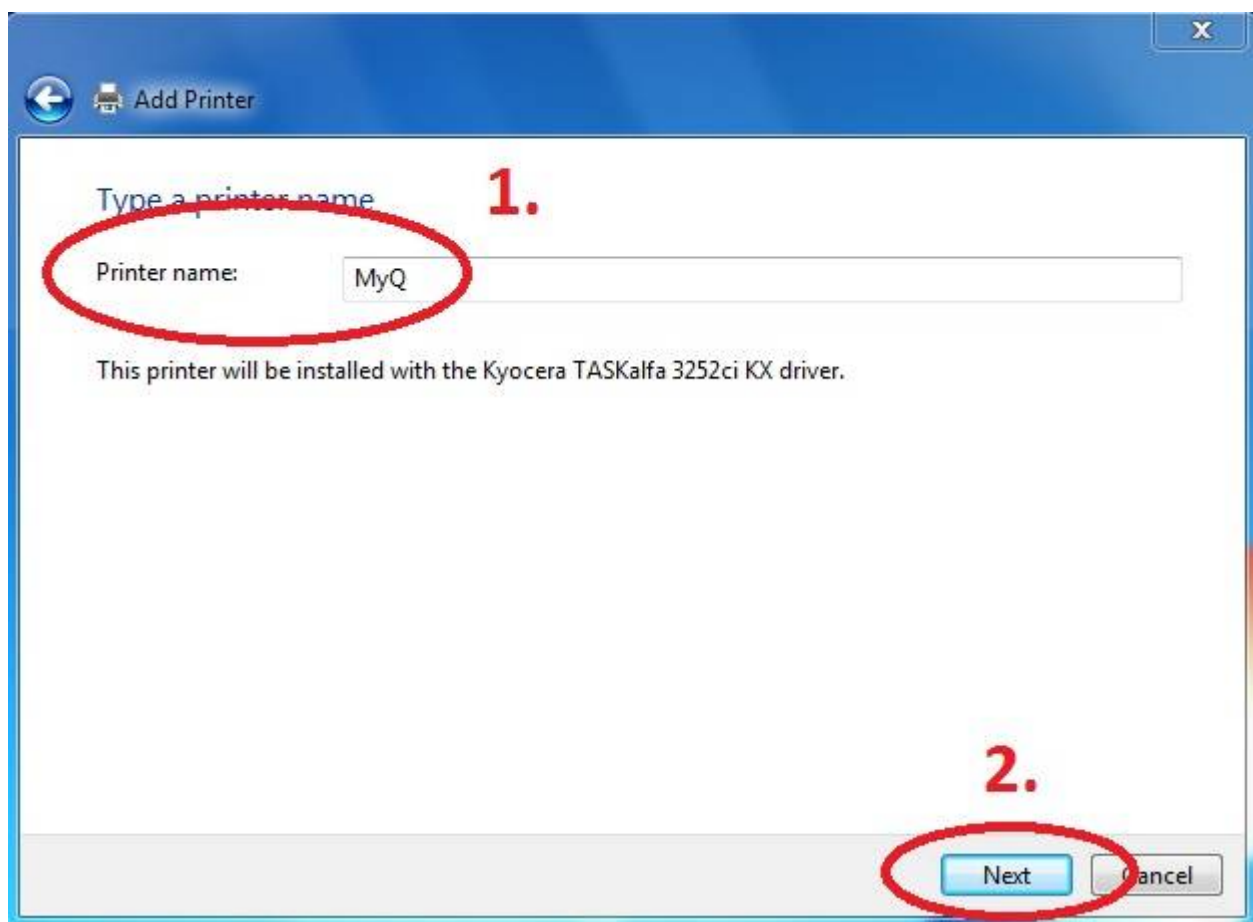 X
Add Printer
Type a printer name
1.
Printer name:
MyQ
This printer will be installed with the Kyocera TASKalfa 3252ci KX driver.
2.
Next
Cancel